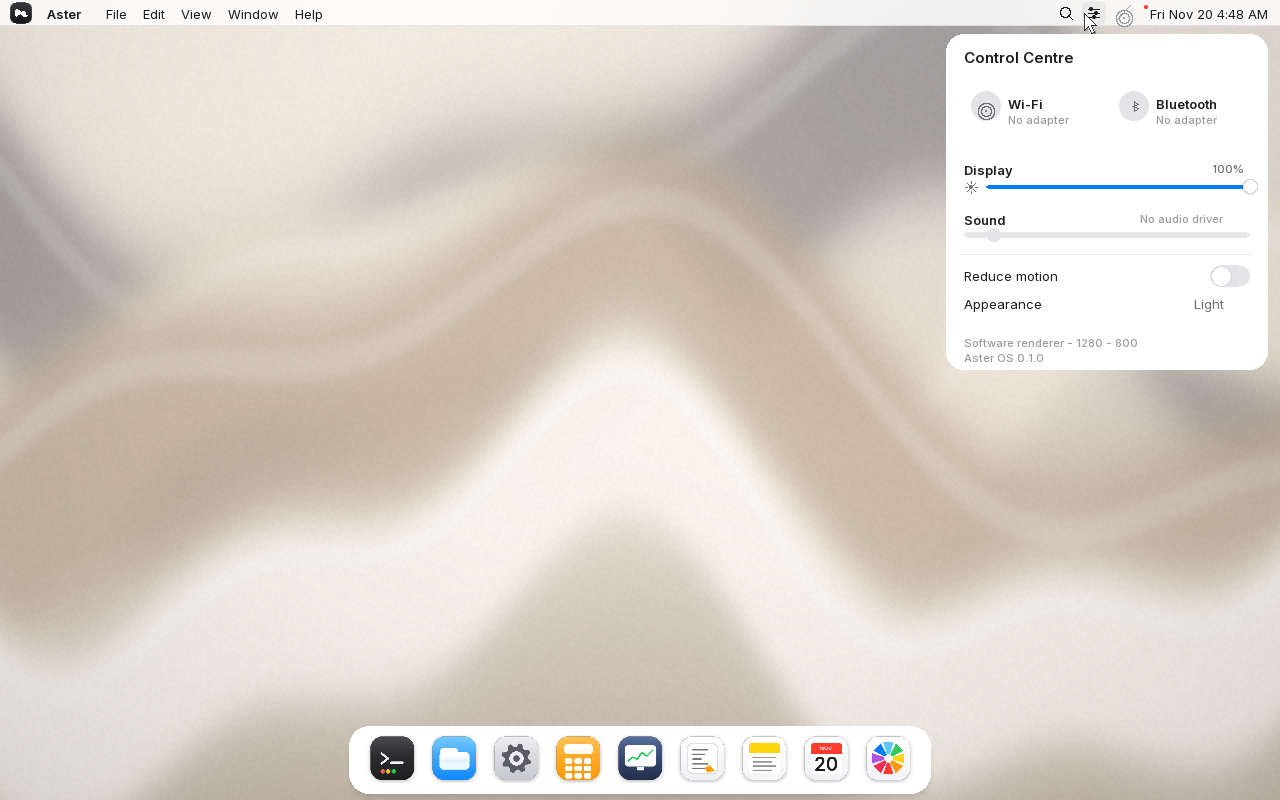 Aster File Edit View Window Help Fri Nov 20 4:48 AM
Control Centre
Wi-Fi Bluetooth
No adapter No adapter
Display 100%
Sound No audio driver
Reduce motion
Appearance Light
Software renderer - 1280 - 800
Aster OS 0.1.0
NOV
20